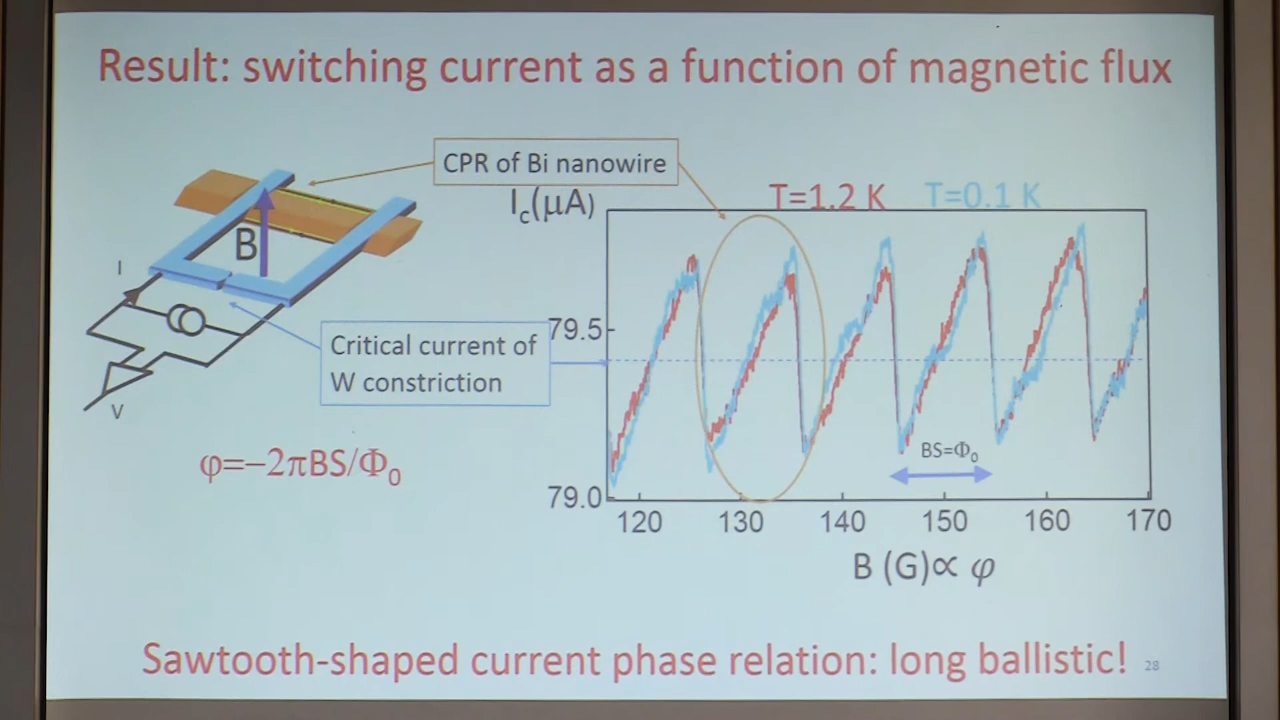 Result: switching current as a function of magnetic flux
CPR of Bi nanowire
I_c(μA)
T=1.2 K
T=0.1 K
B
I
79.5
Critical current of
W constriction
V
BS=Φ₀
φ=−2πBS/Φ₀
79.0
120 130 140 150 160 170
B (G)∝ φ
Sawtooth-shaped current phase relation: long ballistic!
28